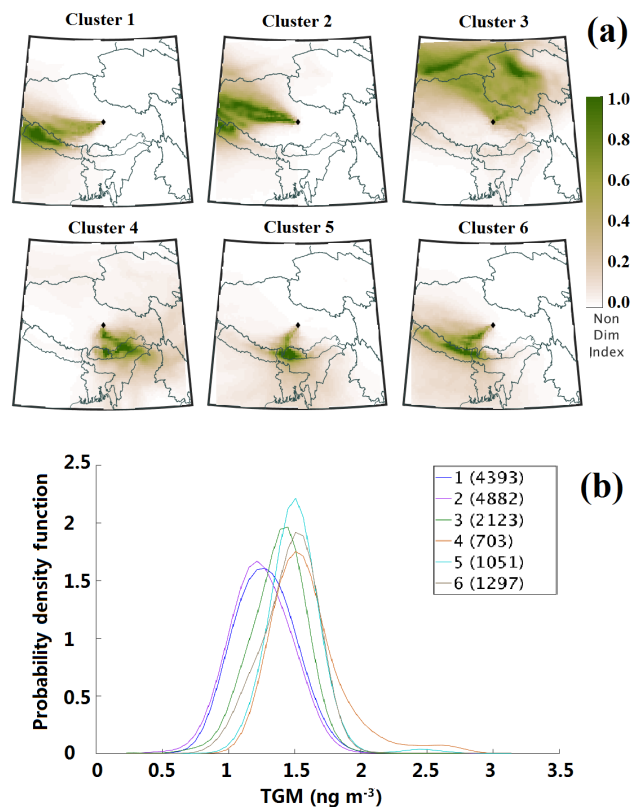 Cluster 1
Cluster 2
Cluster 3
(a)
1.0
0.8
0.6
0.4
0.2
0.0
Non
Dim
Index
Cluster 4
Cluster 5
Cluster 6
(b)
Probability density function
2.5
2
1.5
1
0.5
0
1 (4393)
2 (4882)
3 (2123)
4 (703)
5 (1051)
6 (1297)
0 0.5 1 1.5 2 2.5 3 3.5
TGM (ng m⁻³)